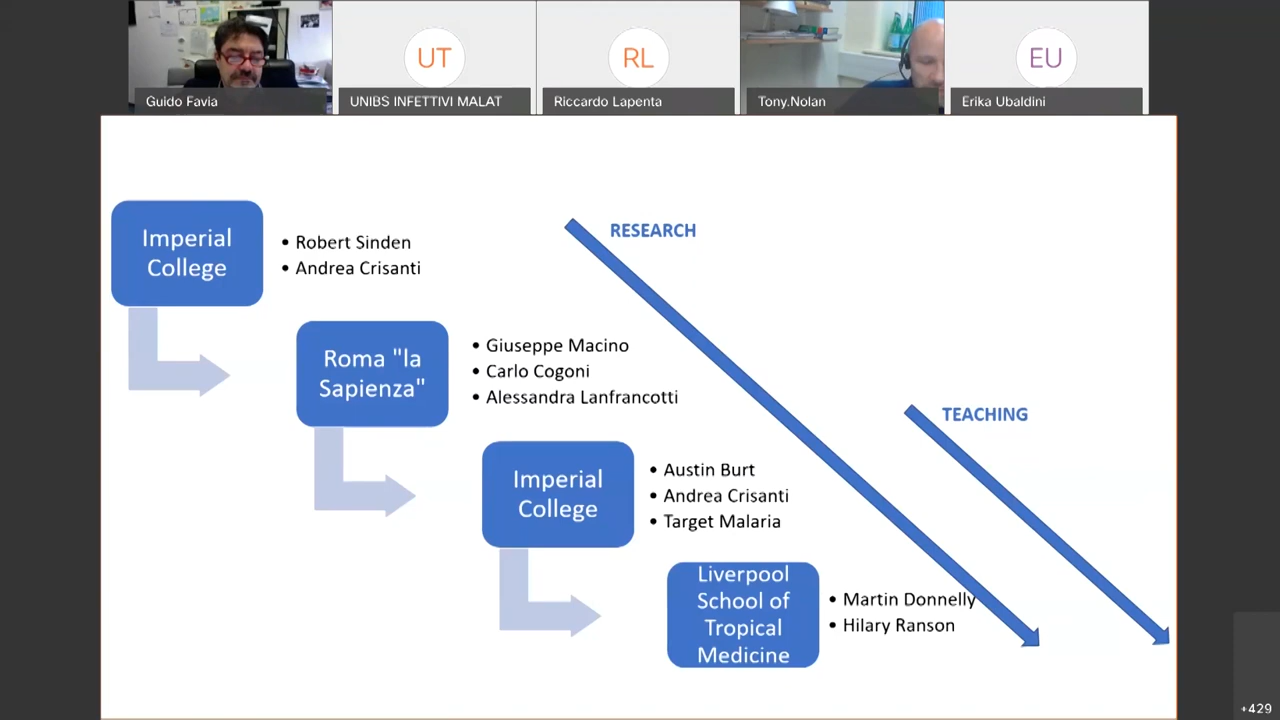 UT
RL
EU
Guido Favia
UNIBS INFETTIVI MALAT
Riccardo Lapenta
Tony.Nolan
Erika Ubaldini
Imperial
College
• Robert Sinden
• Andrea Crisanti
RESEARCH
Roma "la
Sapienza"
• Giuseppe Macino
• Carlo Cogoni
• Alessandra Lanfrancotti
TEACHING
Imperial
College
• Austin Burt
• Andrea Crisanti
• Target Malaria
Liverpool
School of
Tropical
Medicine
• Martin Donnelly
• Hilary Ranson
+429